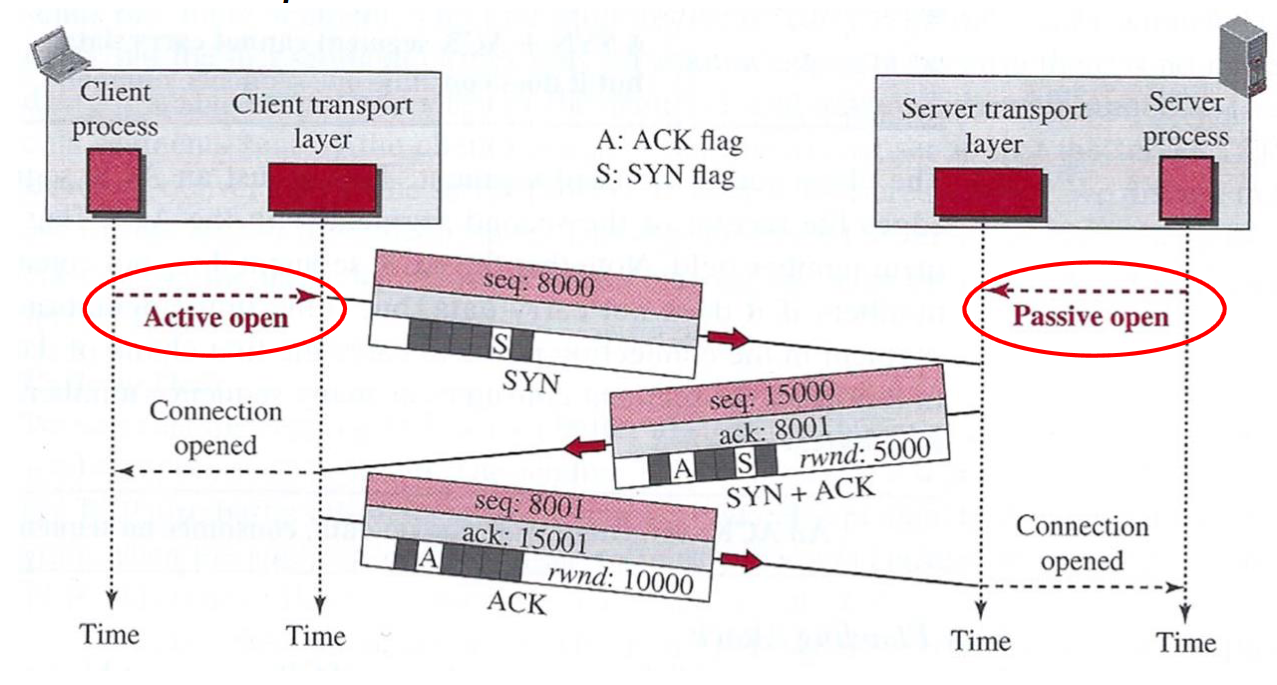 Client
process
Client transport
layer
A: ACK flag
S: SYN flag
Server transport
layer
Server
process
seq: 8000
S
SYN
Active open
Passive open
seq: 15000
ack: 8001
A S rwnd: 5000
SYN + ACK
Connection
opened
seq: 8001
ack: 15001
A rwnd: 10000
ACK
Connection
opened
Time
Time
Time
Time